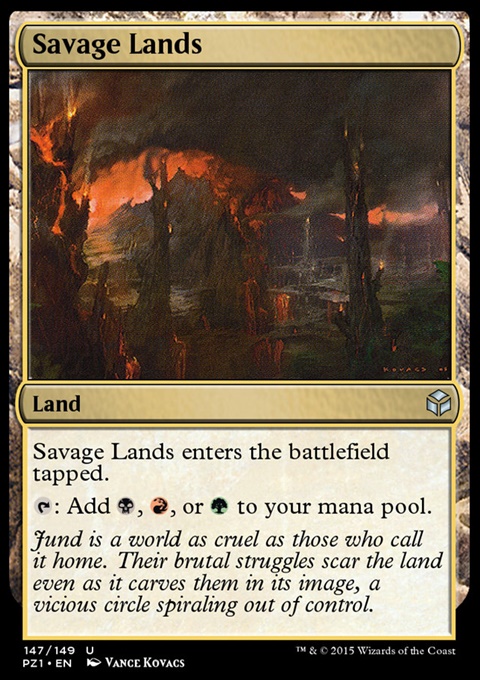 Savage Lands
KOVACS 08
Land
Savage Lands enters the battlefield
tapped.
: Add , , or to your mana pool.
Jund is a world as cruel as those who call
it home. Their brutal struggles scar the land
even as it carves them in its image, a
vicious circle spiraling out of control.
147/149 U
PZ1 • EN VANCE KOVACS
™ & © 2015 Wizards of the Coast